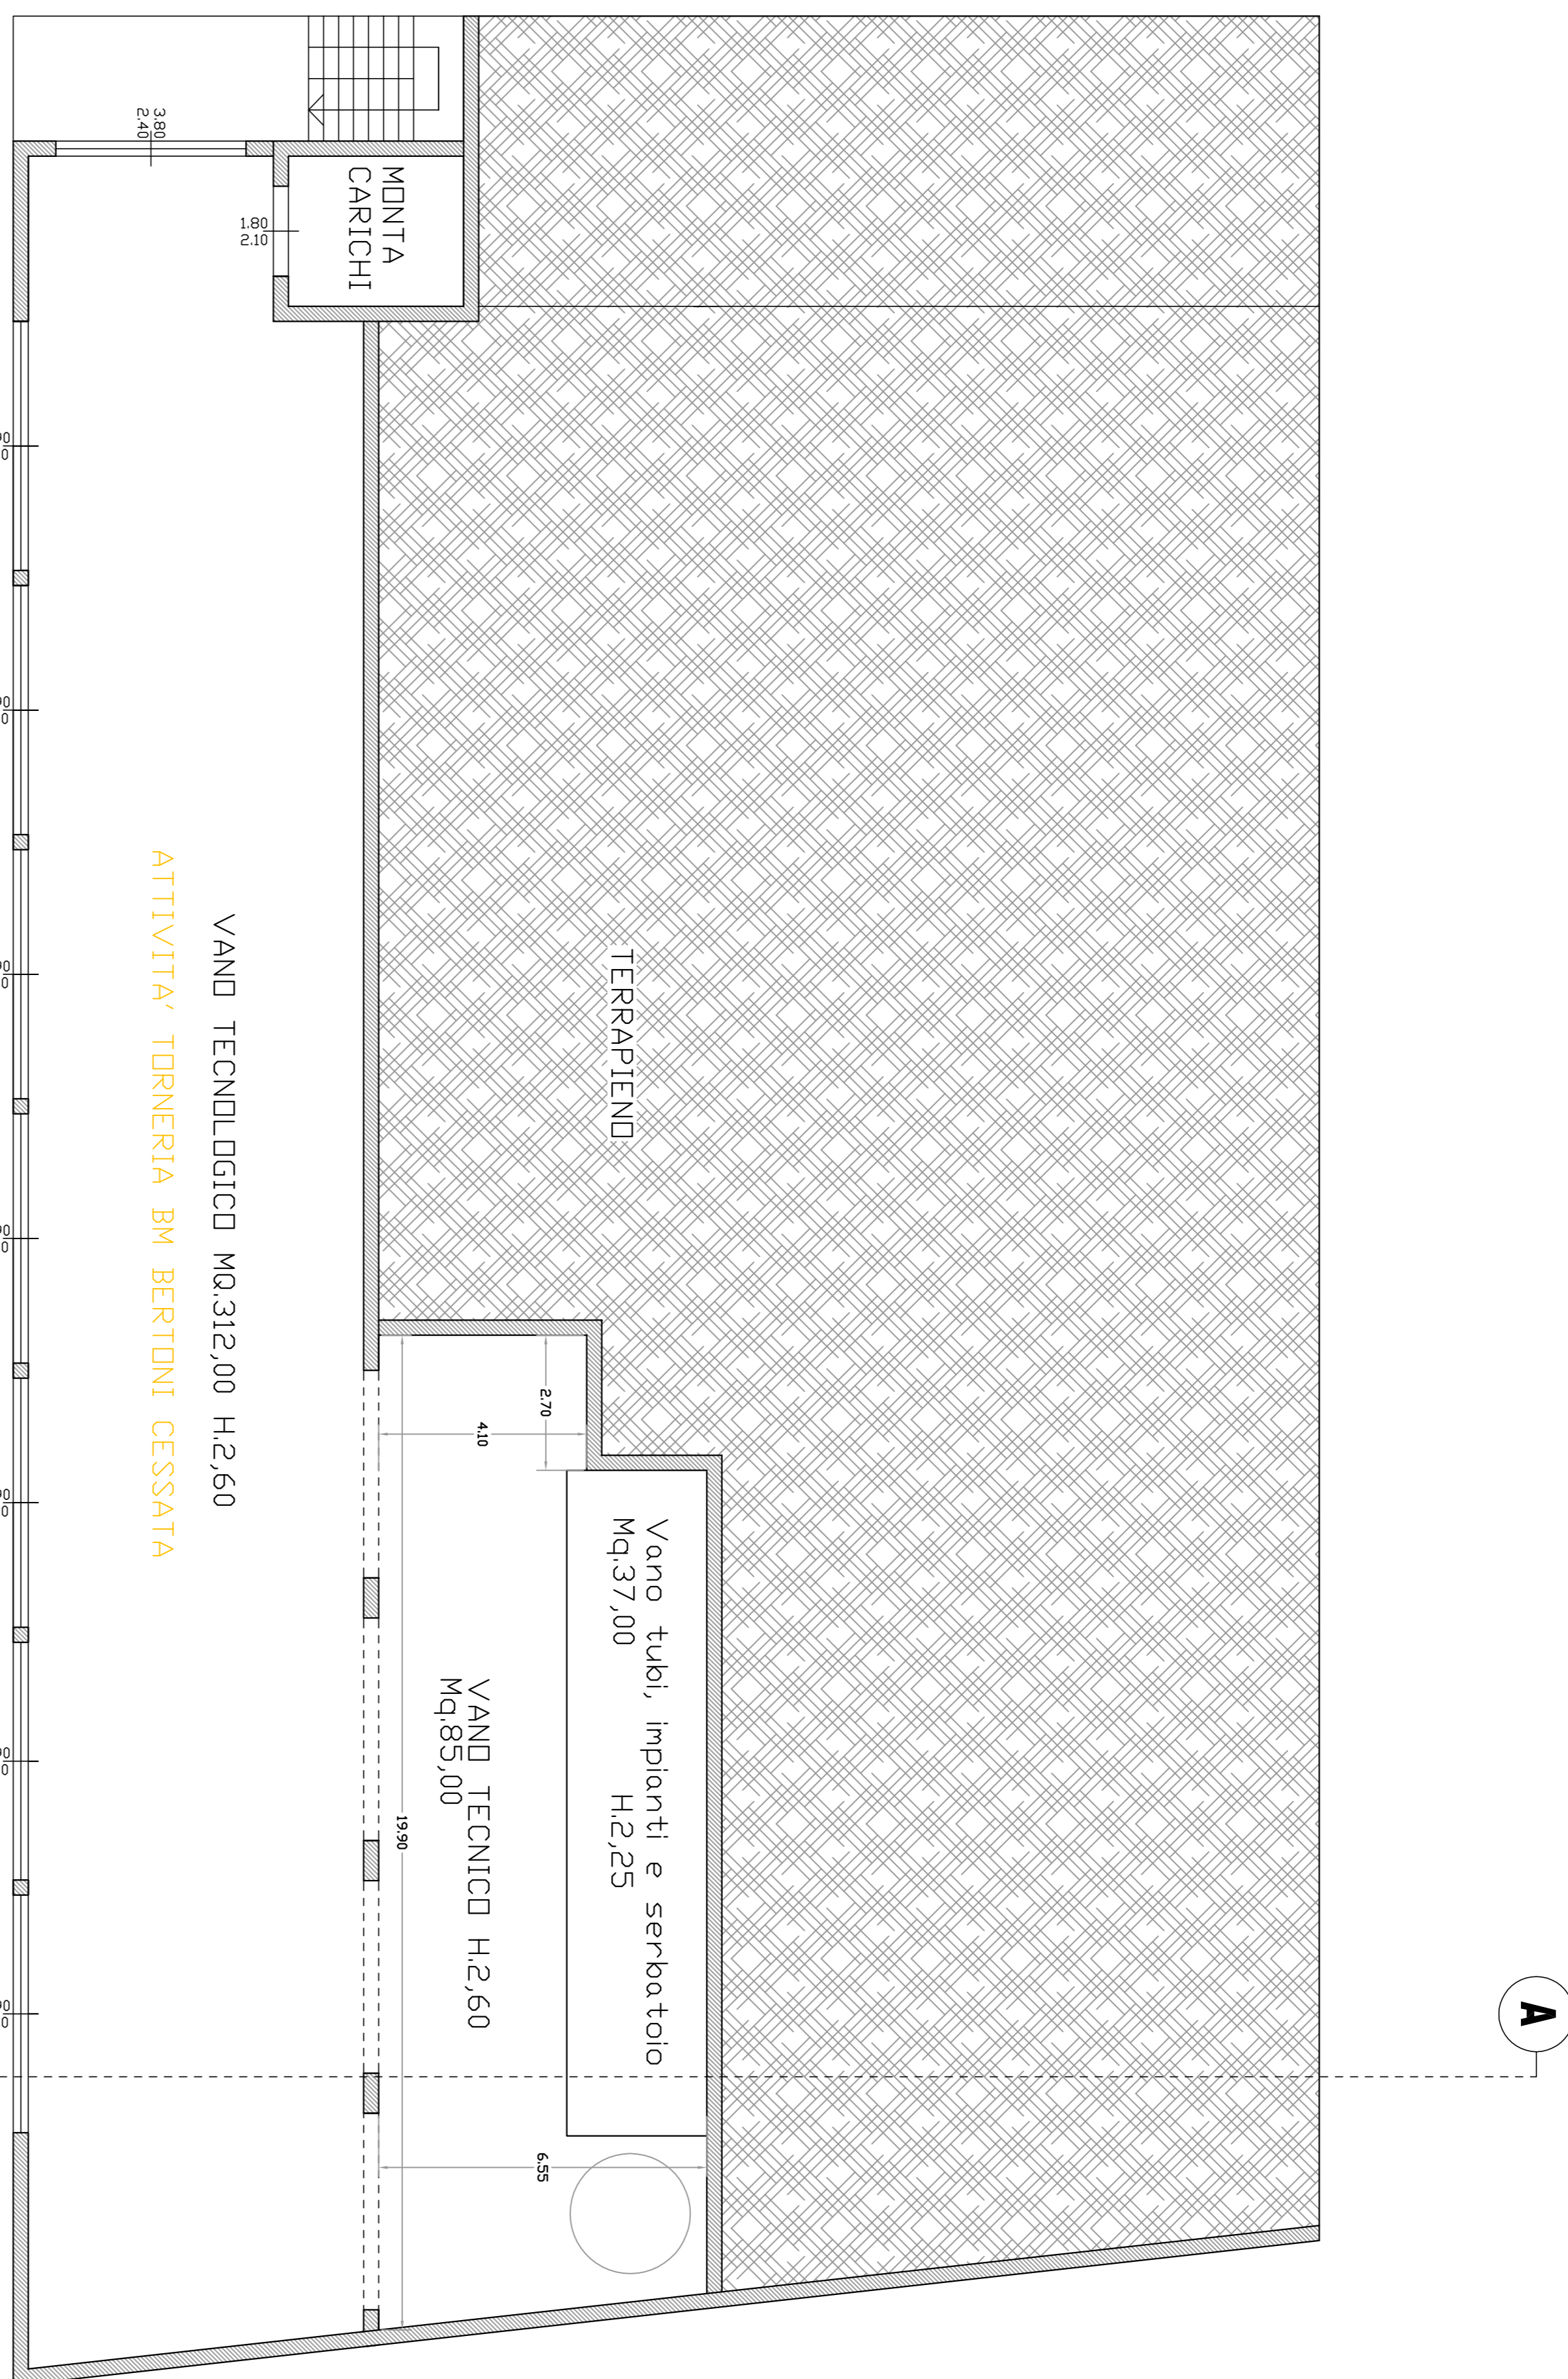 A
TERRAPIENO
MONTA
CARICHI
1.80
2.10
3.80
2.40
Vano tubi, impianti e serbatoio
Mq.37,00 H.2,25
VANO TECNICO H.2,60
Mq.85,00
2.70
4.10
19.90
6.55
VANO TECNOLOGICO MQ.312,00 H.2,60
ATTIVITA' TORNERIA BM BERTONI CESSATA